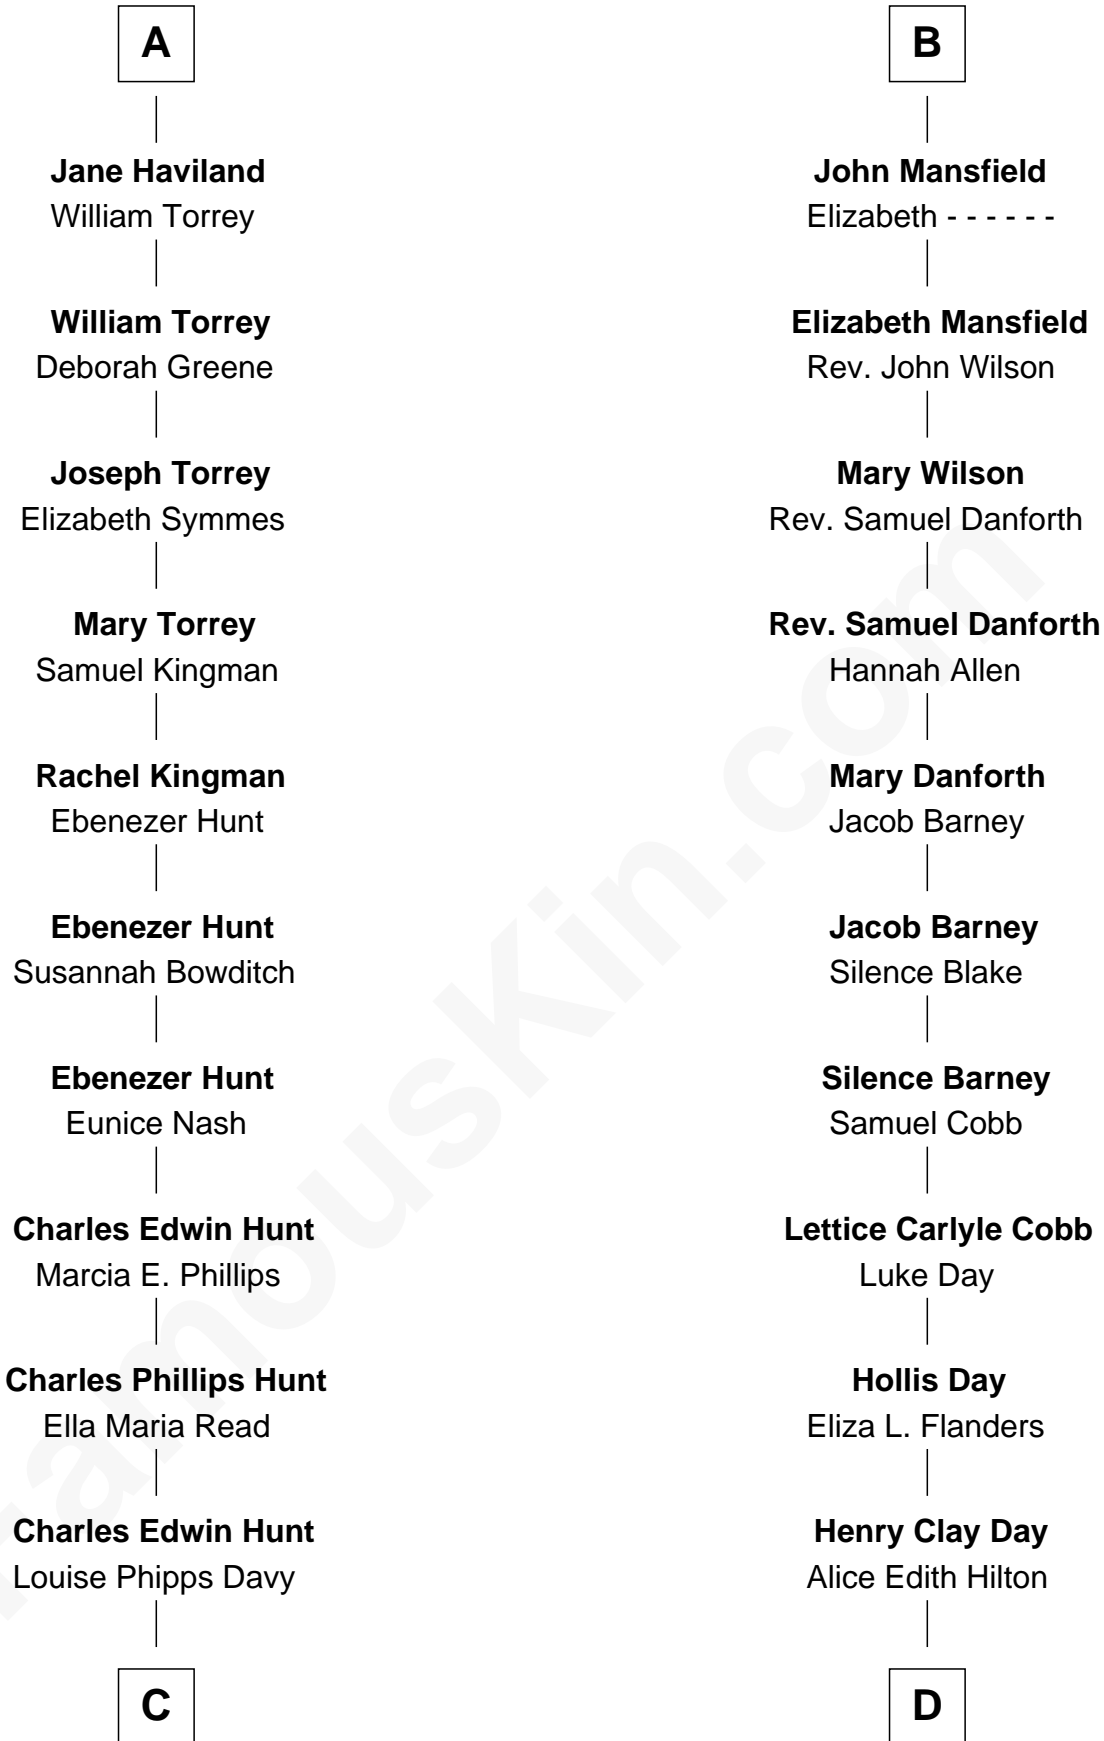 A
Jane Haviland
William Torrey
William Torrey
Deborah Greene
Joseph Torrey
Elizabeth Symmes
Mary Torrey
Samuel Kingman
Rachel Kingman
Ebenezer Hunt
Ebenezer Hunt
Susannah Bowditch
Ebenezer Hunt
Eunice Nash
Charles Edwin Hunt
Marcia E. Phillips
Charles Phillips Hunt
Ella Maria Read
Charles Edwin Hunt
Louise Phipps Davy
C
B
John Mansfield
Elizabeth - - - - - -
Elizabeth Mansfield
Rev. John Wilson
Mary Wilson
Rev. Samuel Danforth
Rev. Samuel Danforth
Hannah Allen
Mary Danforth
Jacob Barney
Jacob Barney
Silence Blake
Silence Barney
Samuel Cobb
Lettice Carlyle Cobb
Luke Day
Hollis Day
Eliza L. Flanders
Henry Clay Day
Alice Edith Hilton
D
FamousKin.com